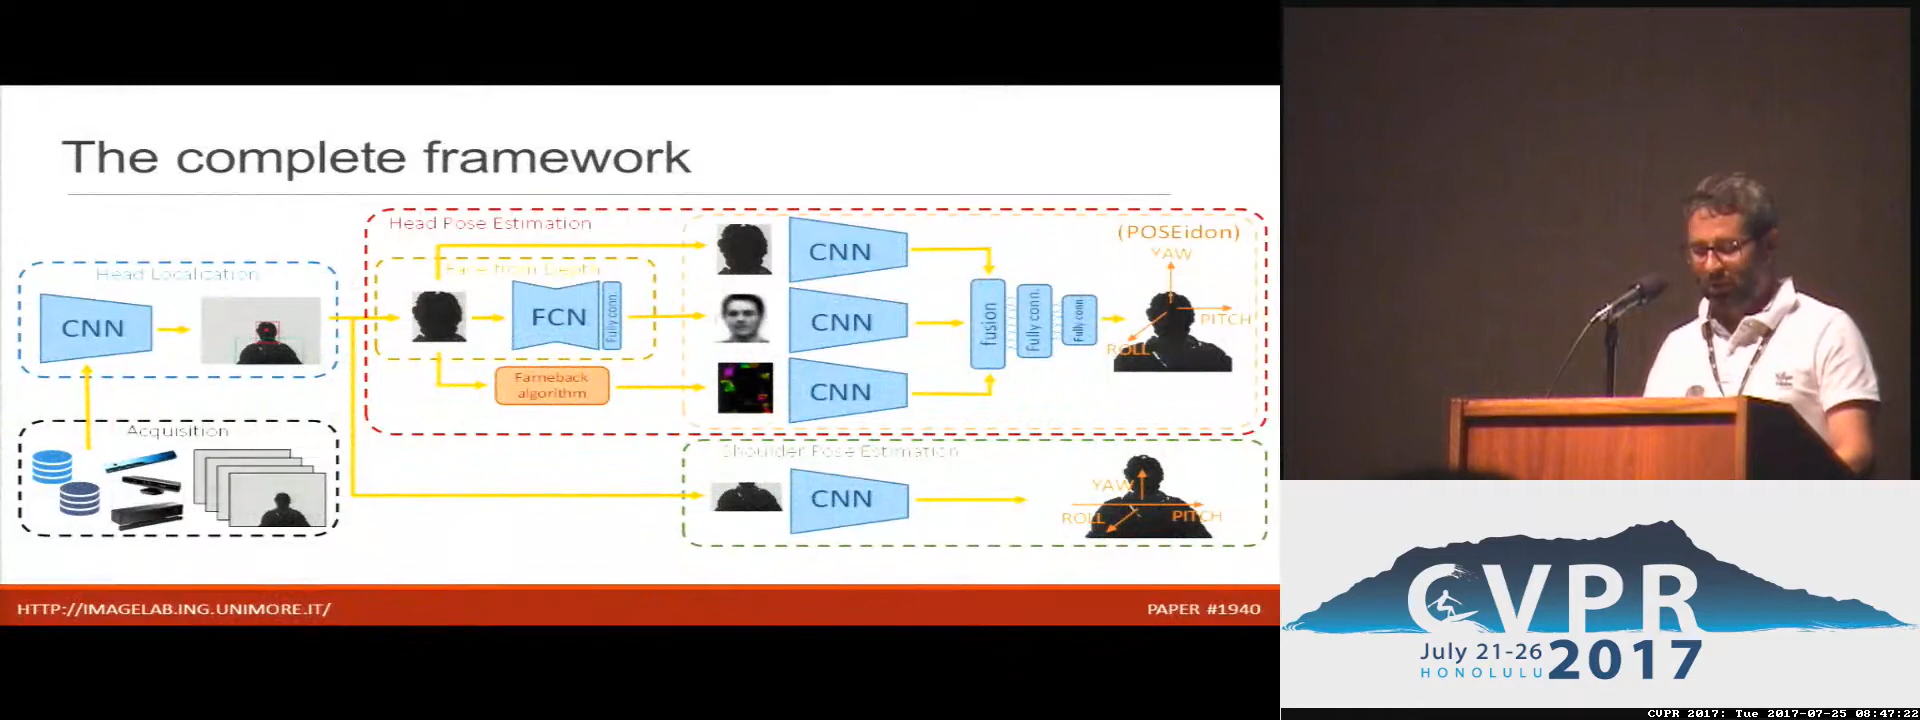 The complete framework
Head Pose Estimation
(POSEidon)
YAW
PITCH
ROLL
Head Localization
Face from Depth
CNN
CNN
FCN
Fully conn.
CNN
fusion
Fully conn.
Fully conn.
Farneback
algorithm
CNN
Acquisition
Shoulder Pose Estimation
CNN
YAW
ROLL
PITCH
HTTP://IMAGELAB.ING.UNIMORE.IT/
PAPER #1940
CVPR
July 21-26
HONOLULU
2017
CVPR 2017: Tue 2017-07-25 08:47:22